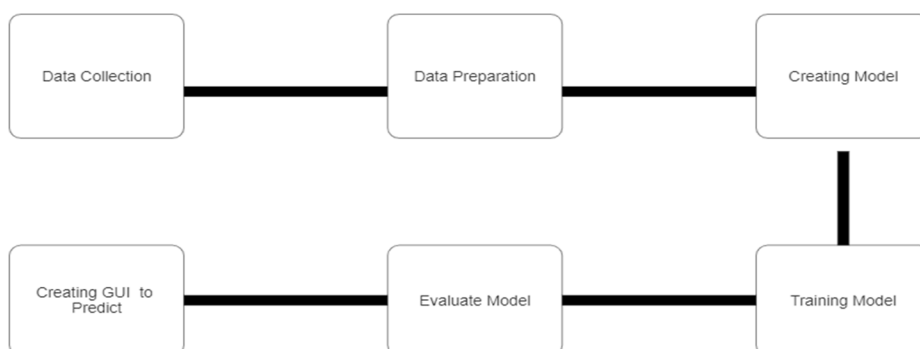 Data Collection
Data Preparation
Creating Model
Creating GUI to
Predict
Evaluate Model
Training Model